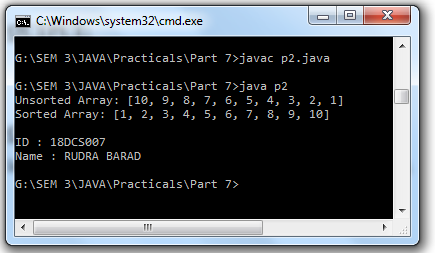 C:\Windows\system32\cmd.exe
G:\SEM 3\JAVA\Practicals\Part 7>javac p2.java
G:\SEM 3\JAVA\Practicals\Part 7>java p2
Unsorted Array: [10, 9, 8, 7, 6, 5, 4, 3, 2, 1]
Sorted Array: [1, 2, 3, 4, 5, 6, 7, 8, 9, 10]
ID : 18DCS007
Name : RUDRA BARAD
G:\SEM 3\JAVA\Practicals\Part 7>